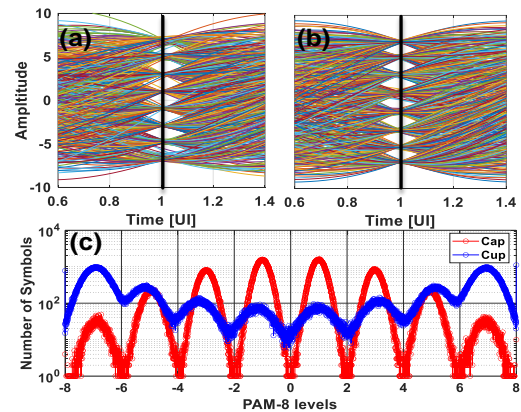 (a) (b)
10
5
0
-5
-10
Ampltitude
0.6 0.8 1 1.2 1.4 0.6 0.8 1 1.2 1.4
Time [UI] Time [UI]
(c)
Cap
Cup
10^4
10^2
10^0
Number of Symbols
-8 -6 -4 -2 0 2 4 6 8
PAM-8 levels